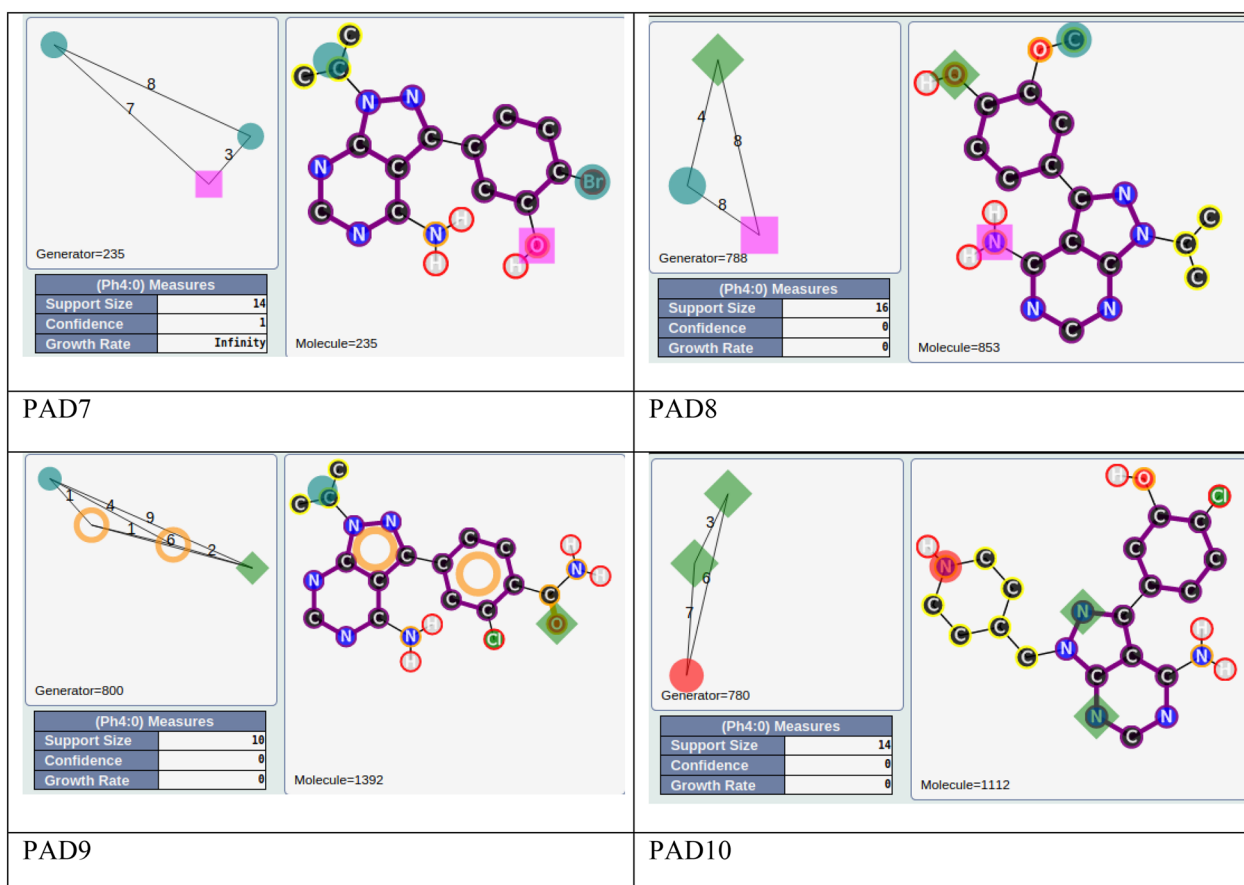 8
7
3
Generator=235
(Ph4:0) Measures
Support Size 14
Confidence 1
Growth Rate Infinity
C
C
C
N
N
C
C
C
Br
C
C
C
C
C
N
C
C
N
C
N
H
H
O
H
Molecule=235
4
8
8
Generator=788
(Ph4:0) Measures
Support Size 16
Confidence 0
Growth Rate 0
O
C
H
O
C
C
C
C
C
C
C
N
N
C
C
C
H
N
H
C
C
C
N
N
C
Molecule=853
PAD7
PAD8
1
4
9
1
6
2
Generator=800
(Ph4:0) Measures
Support Size 10
Confidence 0
Growth Rate 0
C
C
C
N
N
C
C
C
C
C
C
C
C
N
C
C
N
C
N
H
H
Cl
C
O
N
H
H
Molecule=1392
3
6
7
Generator=780
(Ph4:0) Measures
Support Size 14
Confidence 0
Growth Rate 0
H
O
Cl
C
C
C
C
C
C
H
N
C
C
C
C
C
C
N
N
C
C
C
C
N
H
H
N
N
C
Molecule=1112
PAD9
PAD10